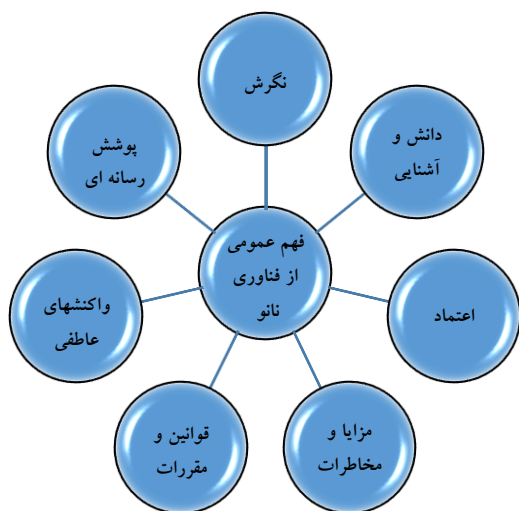 نگرش
دانش و
آشنایی
اعتماد
مزایا و
مخاطرات
قوانین و
مقررات
واکنشهای
عاطفی
پوشش
رسانه ای
فهم عمومی
از فناوری
نانو